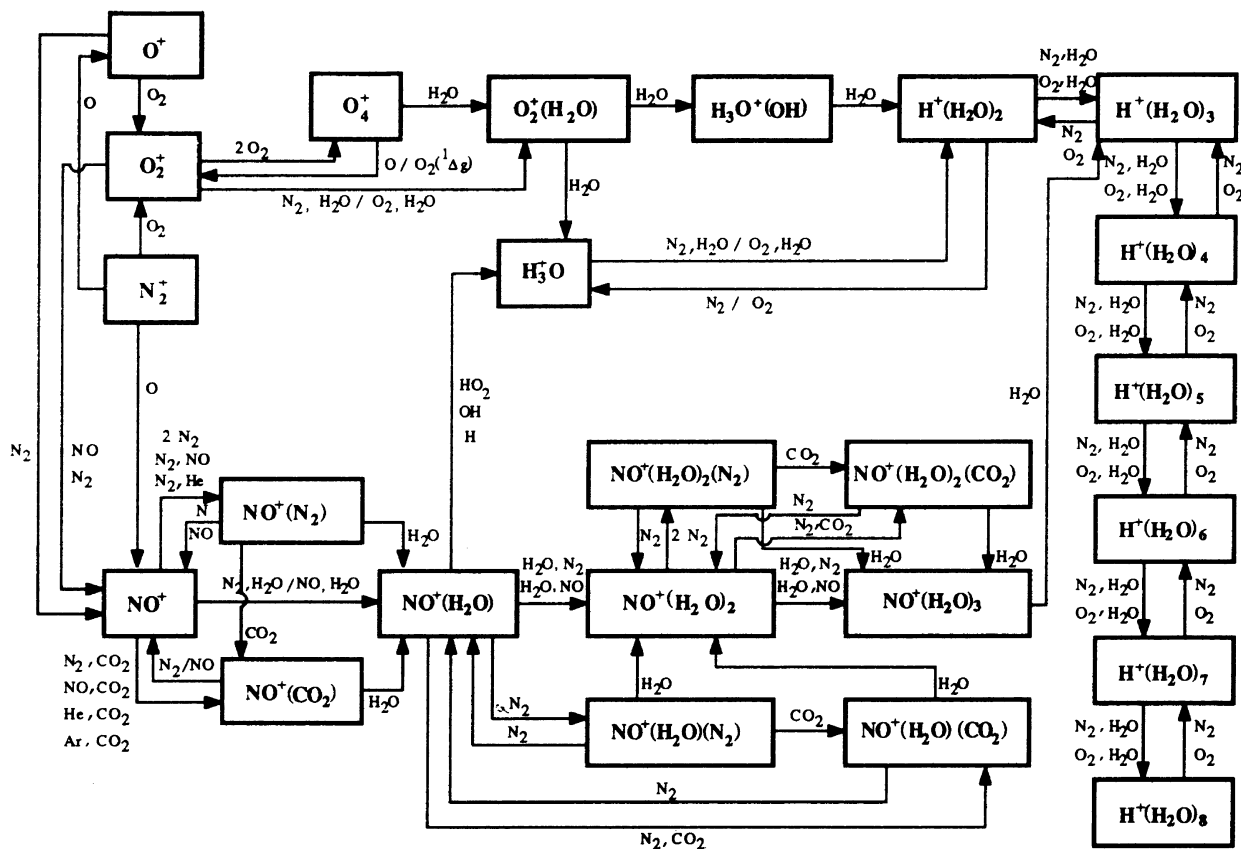 O⁺
N₂
O
O₂
O₂⁺
O₂
N₂⁺
2 O₂
O₄⁺
O / O₂(¹Δg)
N₂, H₂O / O₂, H₂O
H₂O
O₂⁺(H₂O)
H₂O
H₃O⁺(OH)
H₂O
H⁺(H₂O)₂
N₂,H₂O
O₂,H₂O
H⁺(H₂O)₃
N₂
O₂
H₂O
H₃⁺O
N₂,H₂O / O₂,H₂O
N₂ / O₂
N₂, H₂O
O₂, H₂O
N₂
O₂
H⁺(H₂O)₄
N₂, H₂O
O₂, H₂O
N₂
O₂
H⁺(H₂O)₅
N₂, H₂O
O₂, H₂O
N₂
O₂
H⁺(H₂O)₆
N₂, H₂O
O₂, H₂O
N₂
O₂
H⁺(H₂O)₇
N₂, H₂O
O₂, H₂O
N₂
O₂
H⁺(H₂O)₈
O
NO
N₂
2 N₂
N₂, NO
N₂, He
N
NO
NO⁺(N₂)
H₂O
HO₂
OH
H
NO⁺
N₂,H₂O/NO, H₂O
CO₂
N₂, CO₂
NO,CO₂
He, CO₂
Ar, CO₂
N₂/NO
NO⁺(CO₂)
H₂O
NO⁺(H₂O)
H₂O, N₂
H₂O, NO
NO⁺(H₂O)₂(N₂)
CO₂
NO⁺(H₂O)₂(CO₂)
N₂
N₂,CO₂
N₂
2
N₂
H₂O
H₂O
NO⁺(H₂O)₂
H₂O, N₂
H₂O,NO
NO⁺(H₂O)₃
H₂O
N₂
N₂
H₂O
NO⁺(H₂O)(N₂)
CO₂
H₂O
NO⁺(H₂O)(CO₂)
N₂
N₂,CO₂